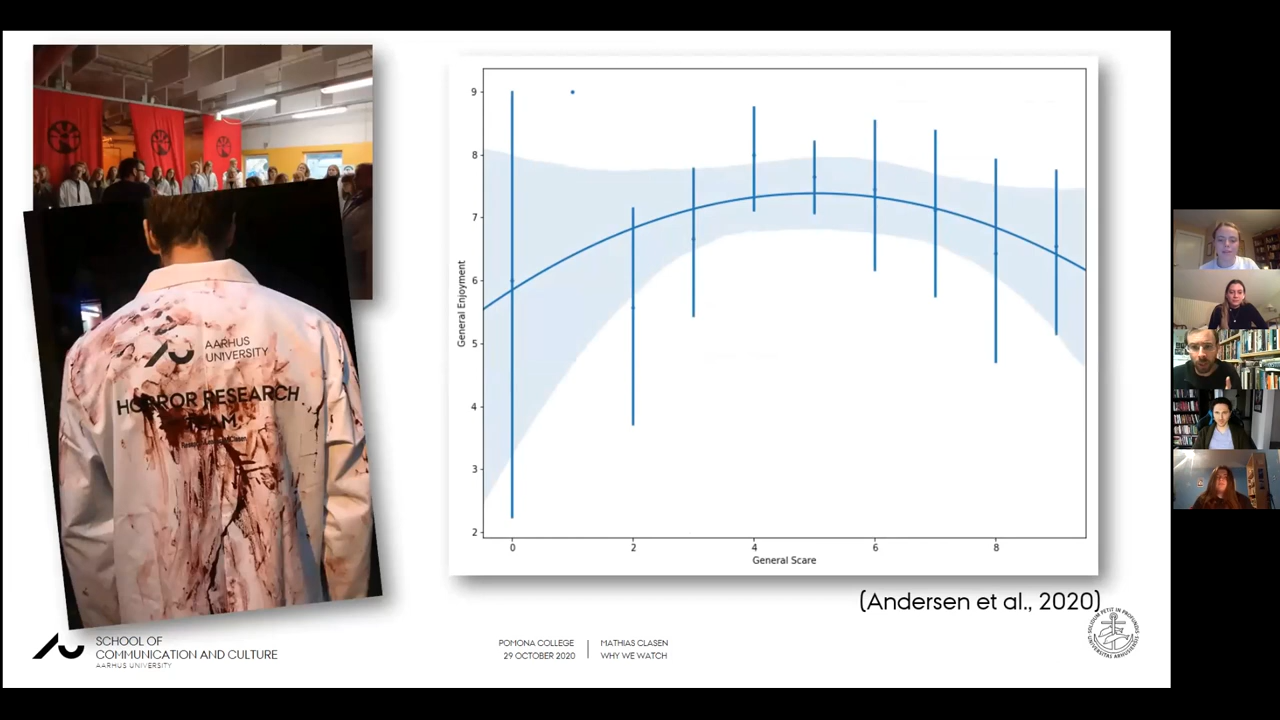 AARHUS
UNIVERSITY
HORROR RESEARCH
TEAM
9
8
7
6
5
4
3
2
General Enjoyment
0
2
4
6
8
General Scare
(Andersen et al., 2020)
SCHOOL OF
COMMUNICATION AND CULTURE
AARHUS UNIVERSITY
POMONA COLLEGE
29 OCTOBER 2020
MATHIAS CLASEN
WHY WE WATCH